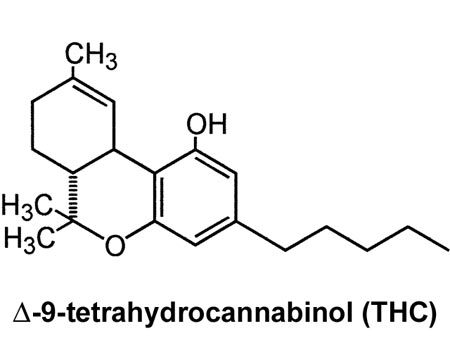 CH₃
OH
H₃C
H₃C
O
Δ-9-tetrahydrocannabinol (THC)